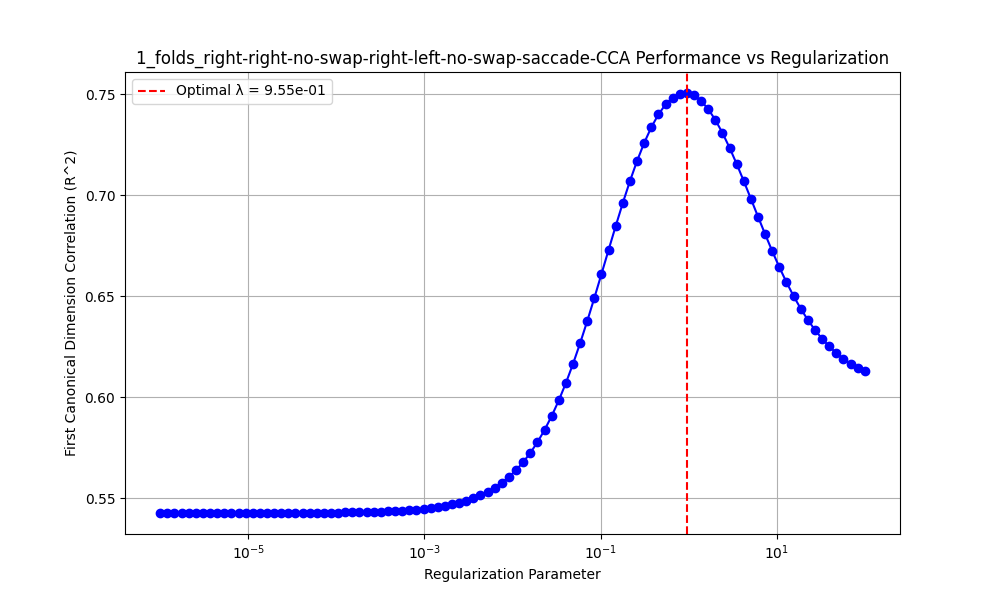 1_folds_right-right-no-swap-right-left-no-swap-saccade-CCA Performance vs Regularization
Optimal λ = 9.55e-01
First Canonical Dimension Correlation (R^2)
0.75
0.70
0.65
0.60
0.55
10⁻⁵
10⁻³
10⁻¹
10¹
Regularization Parameter